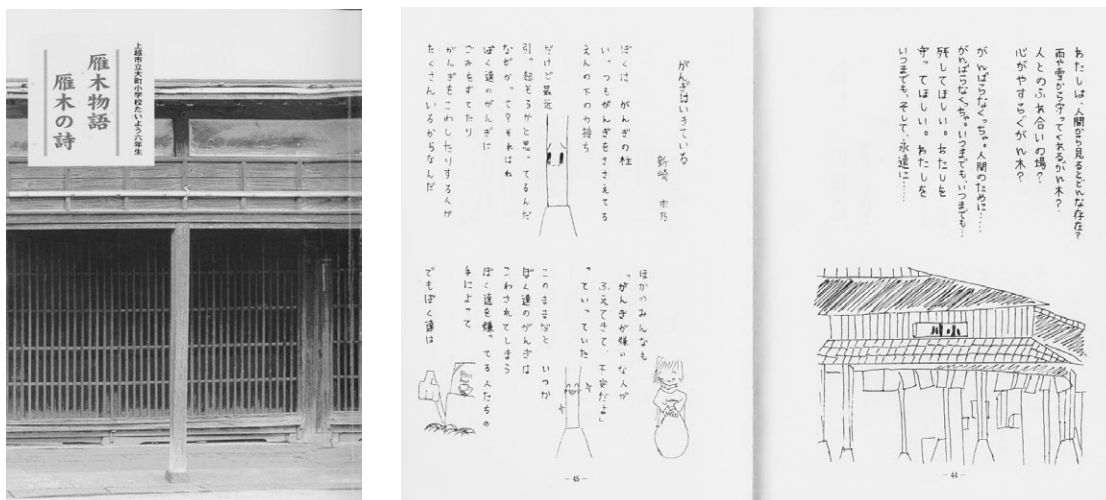 上越市立大町小学校たいよう六年生
雁木物語
雁木の詩
わたしは、人間から見るとどんな存在?
雨や雪から守ってくれるがん木?
人とのふれ合いの場?
心がやすらぐがん木?
がんばらなくっちゃ。人間のために……
がんばらなくっちゃ。いつまでもいつまでも…
残してほしい。わたしを
守ってほしい。わたしを
いつまでも、そして、永遠に……
小川
－44－
がんぎはいきている
新崎
ぼくは がんぎの柱
い。つもがんぎをささえてる
えんの下の力持ち
だけど最近
引っ起そうかと思ってるんだ
なぜかって?それはね
ぼく達のがんぎに
ごみをすてたり
がんぎをこわしたりする人が
たくさんいるからなんだ
ほかのみんなも
「がんぎが嫌いな人が
ふえてきて、不安だよ」
っていっていた
このままだと いつか
ぼく達のがんぎは
こわされてしまう
ぼく達を嫌ってる人たちの
手によって
でもぼく達は
－45－